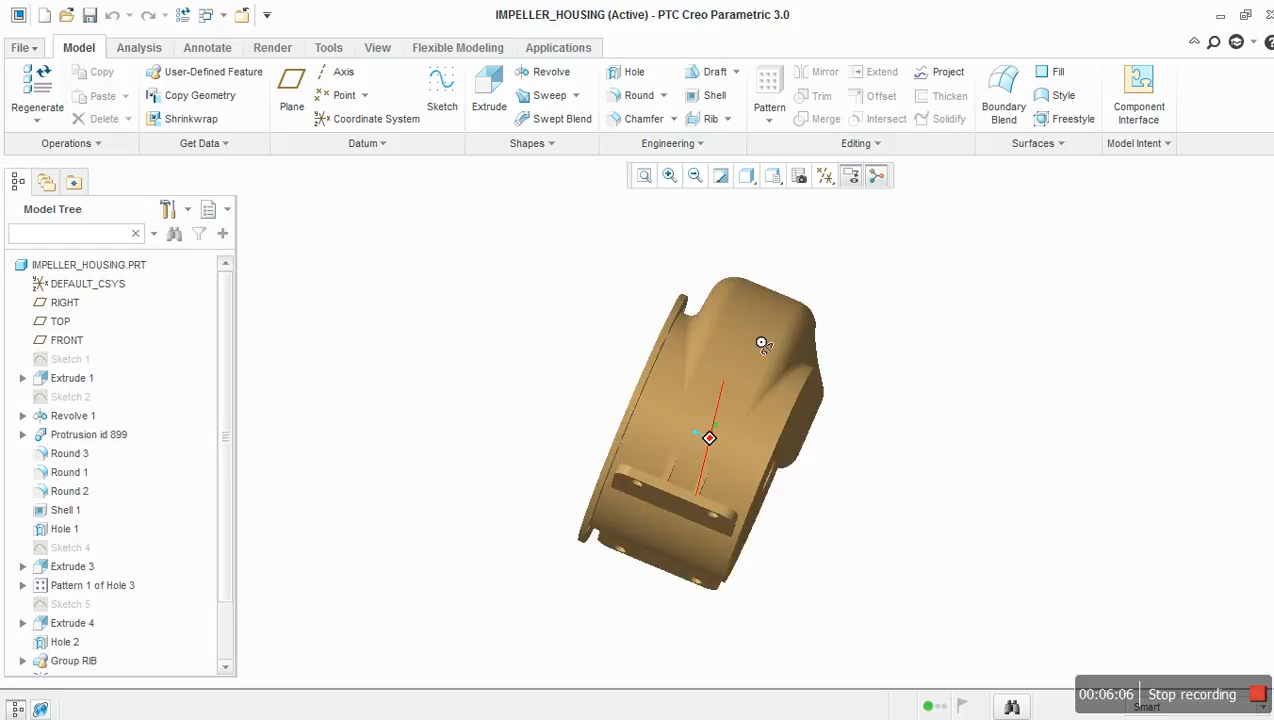 IMPELLER_HOUSING (Active) - PTC Creo Parametric 3.0
File Model Analysis Annotate Render Tools View Flexible Modeling Applications
Regenerate
Copy
Paste
Delete
Operations
User-Defined Feature
Copy Geometry
Shrinkwrap
Get Data
Plane
Axis
Point
Coordinate System
Sketch
Datum
Extrude
Revolve
Sweep
Swept Blend
Shapes
Hole
Round
Chamfer
Draft
Shell
Rib
Engineering
Pattern
Mirror
Trim
Merge
Extend
Offset
Intersect
Project
Thicken
Solidify
Editing
Boundary
Blend
Fill
Style
Freestyle
Surfaces
Component
Interface
Model Intent
Model Tree
IMPELLER_HOUSING.PRT
DEFAULT_CSYS
RIGHT
TOP
FRONT
Sketch 1
Extrude 1
Sketch 2
Revolve 1
Protrusion id 899
Round 3
Round 1
Round 2
Shell 1
Hole 1
Sketch 4
Extrude 3
Pattern 1 of Hole 3
Sketch 5
Extrude 4
Hole 2
Group RIB
00:06:06 Stop recording
Smart